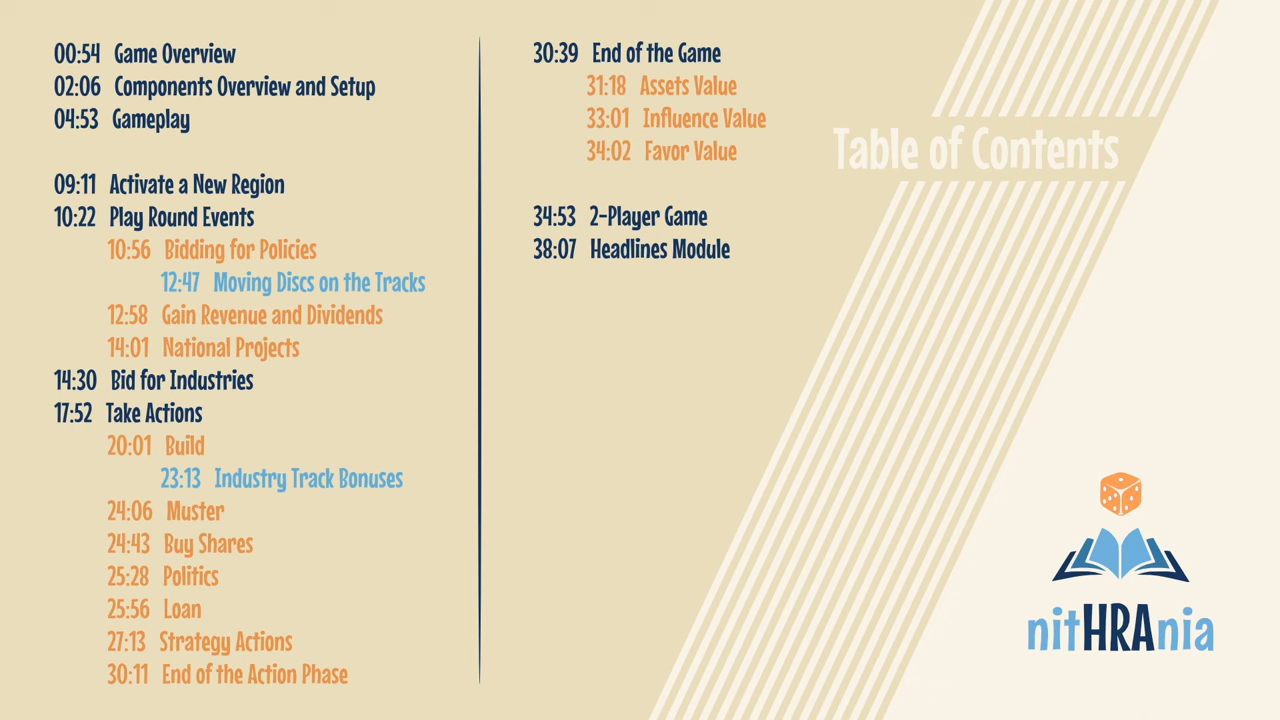 00:54 Game Overview
02:06 Components Overview and Setup
04:53 Gameplay
09:11 Activate a New Region
10:22 Play Round Events
10:56 Bidding for Policies
12:47 Moving Discs on the Tracks
12:58 Gain Revenue and Dividends
14:01 National Projects
14:30 Bid for Industries
17:52 Take Actions
20:01 Build
23:13 Industry Track Bonuses
24:06 Muster
24:43 Buy Shares
25:28 Politics
25:56 Loan
27:13 Strategy Actions
30:11 End of the Action Phase
30:39 End of the Game
31:18 Assets Value
33:01 Influence Value
34:02 Favor Value
34:53 2-Player Game
38:07 Headlines Module
Table of Contents
nitHRAnia